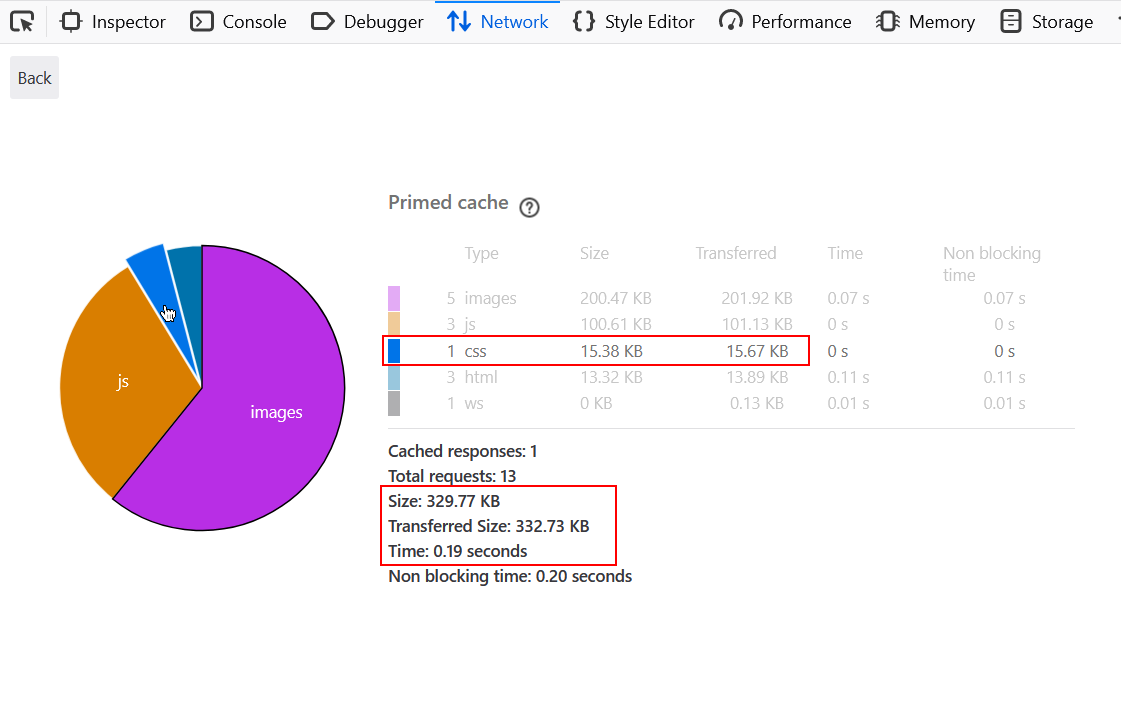 Inspector Console Debugger Network Style Editor Performance Memory Storage
Back
Primed cache ?
Type Size Transferred Time Non blocking time
5 images 200.47 KB 201.92 KB 0.07 s 0.07 s
3 js 100.61 KB 101.13 KB 0 s 0 s
1 css 15.38 KB 15.67 KB 0 s 0 s
3 html 13.32 KB 13.89 KB 0.11 s 0.11 s
1 ws 0 KB 0.13 KB 0.01 s 0.01 s
js
images
Cached responses: 1
Total requests: 13
Size: 329.77 KB
Transferred Size: 332.73 KB
Time: 0.19 seconds
Non blocking time: 0.20 seconds